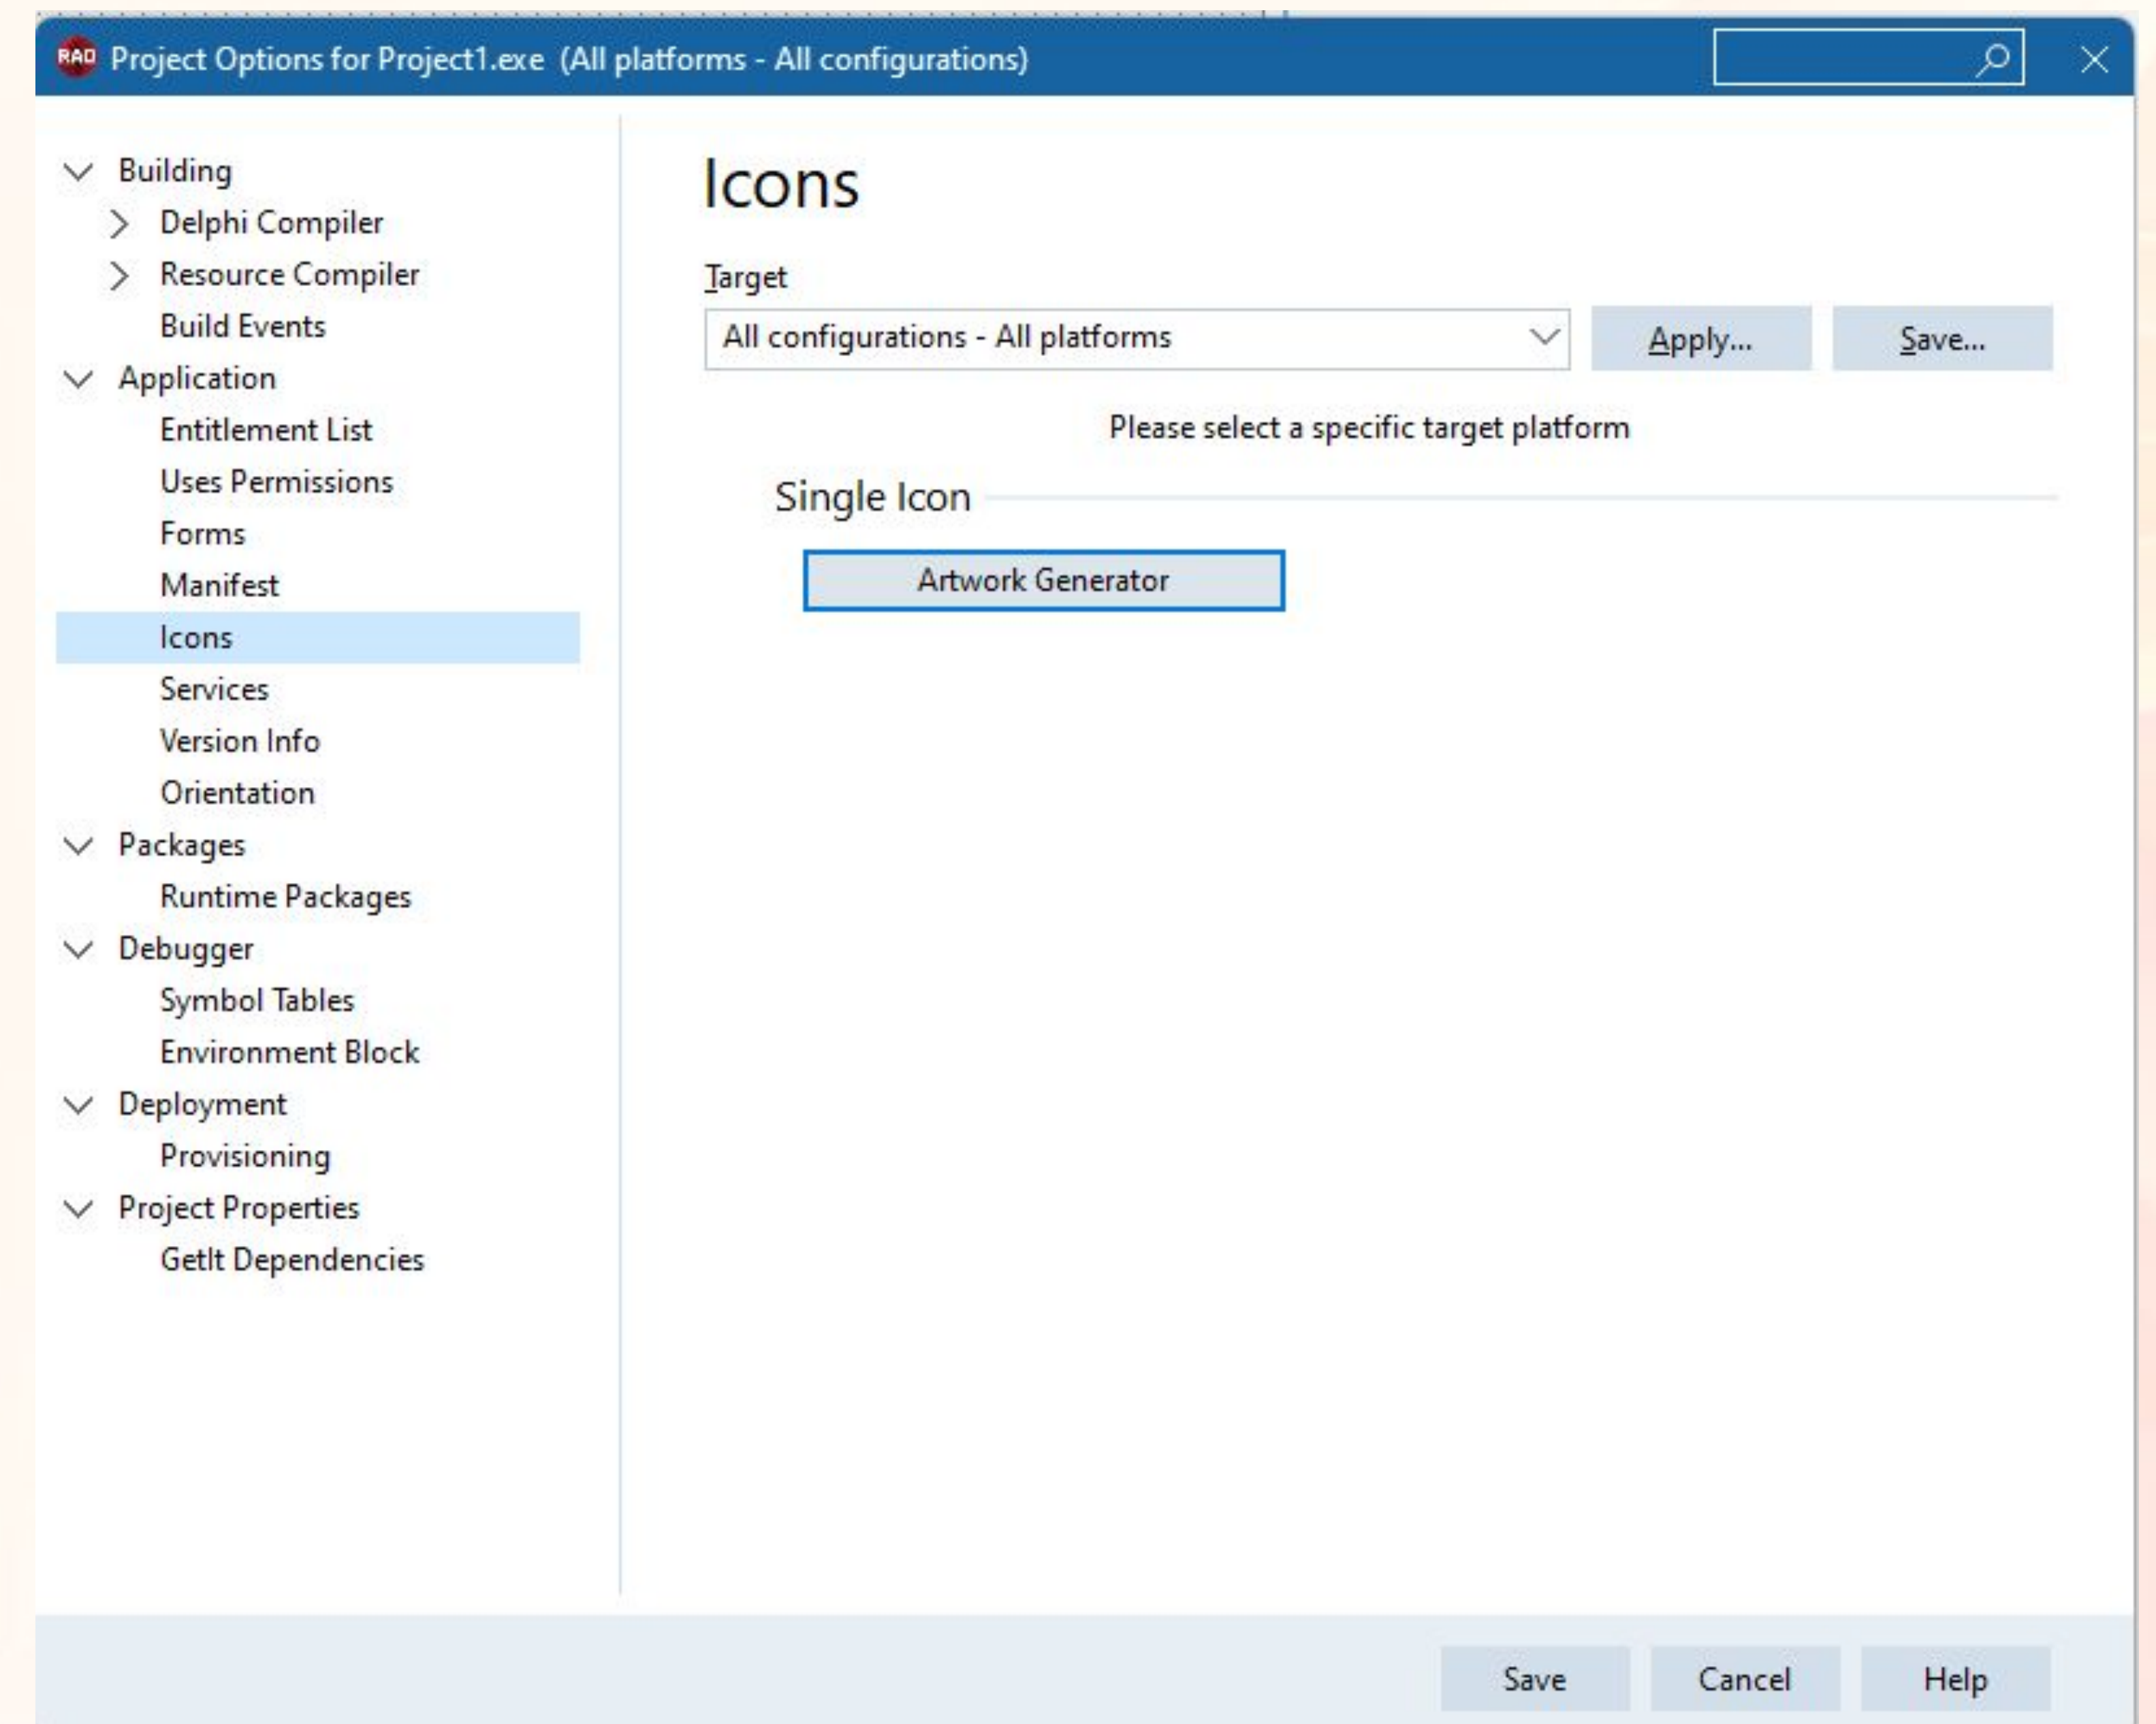 RAD Project Options for Project1.exe (All platforms - All configurations)
Building
Delphi Compiler
Resource Compiler
Build Events
Application
Entitlement List
Uses Permissions
Forms
Manifest
Icons
Services
Version Info
Orientation
Packages
Runtime Packages
Debugger
Symbol Tables
Environment Block
Deployment
Provisioning
Project Properties
GetIt Dependencies
Icons
Target
All configurations - All platforms
Apply...
Save...
Please select a specific target platform
Single Icon
Artwork Generator
Save
Cancel
Help